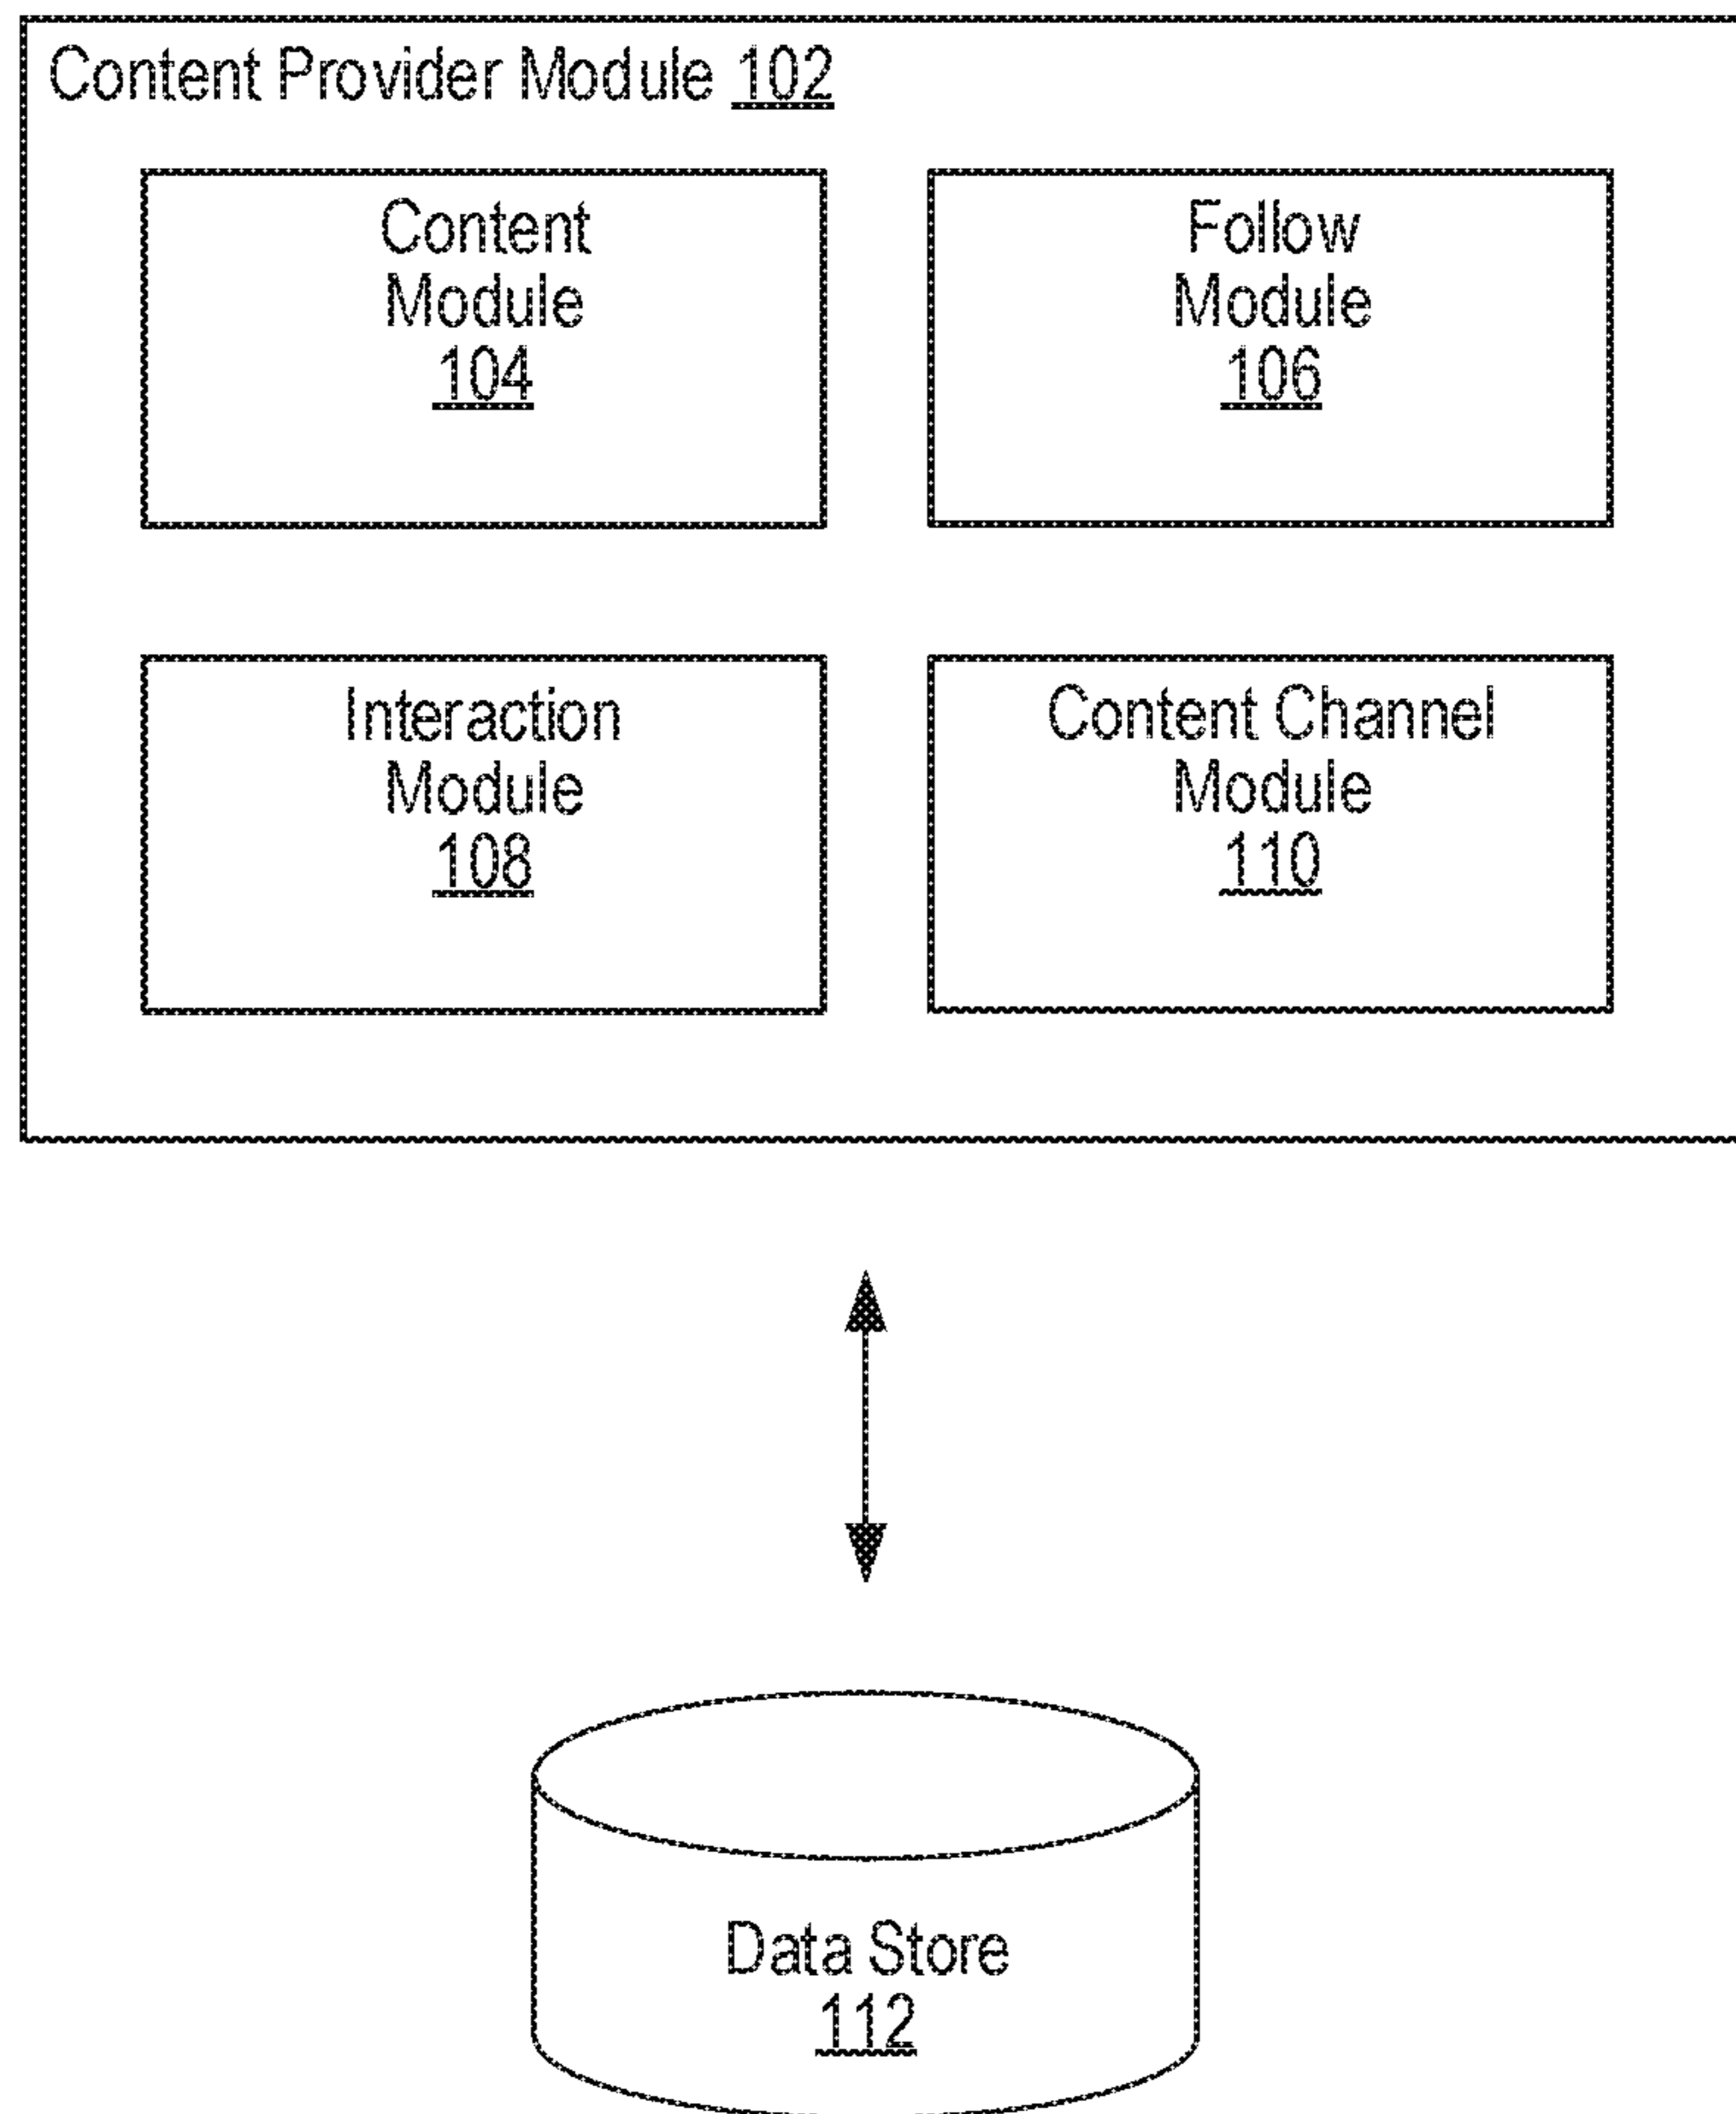 Content Provider Module 102
Content
Module
104
Follow
Module
106
Interaction
Module
108
Content Channel
Module
110
Data Store
112